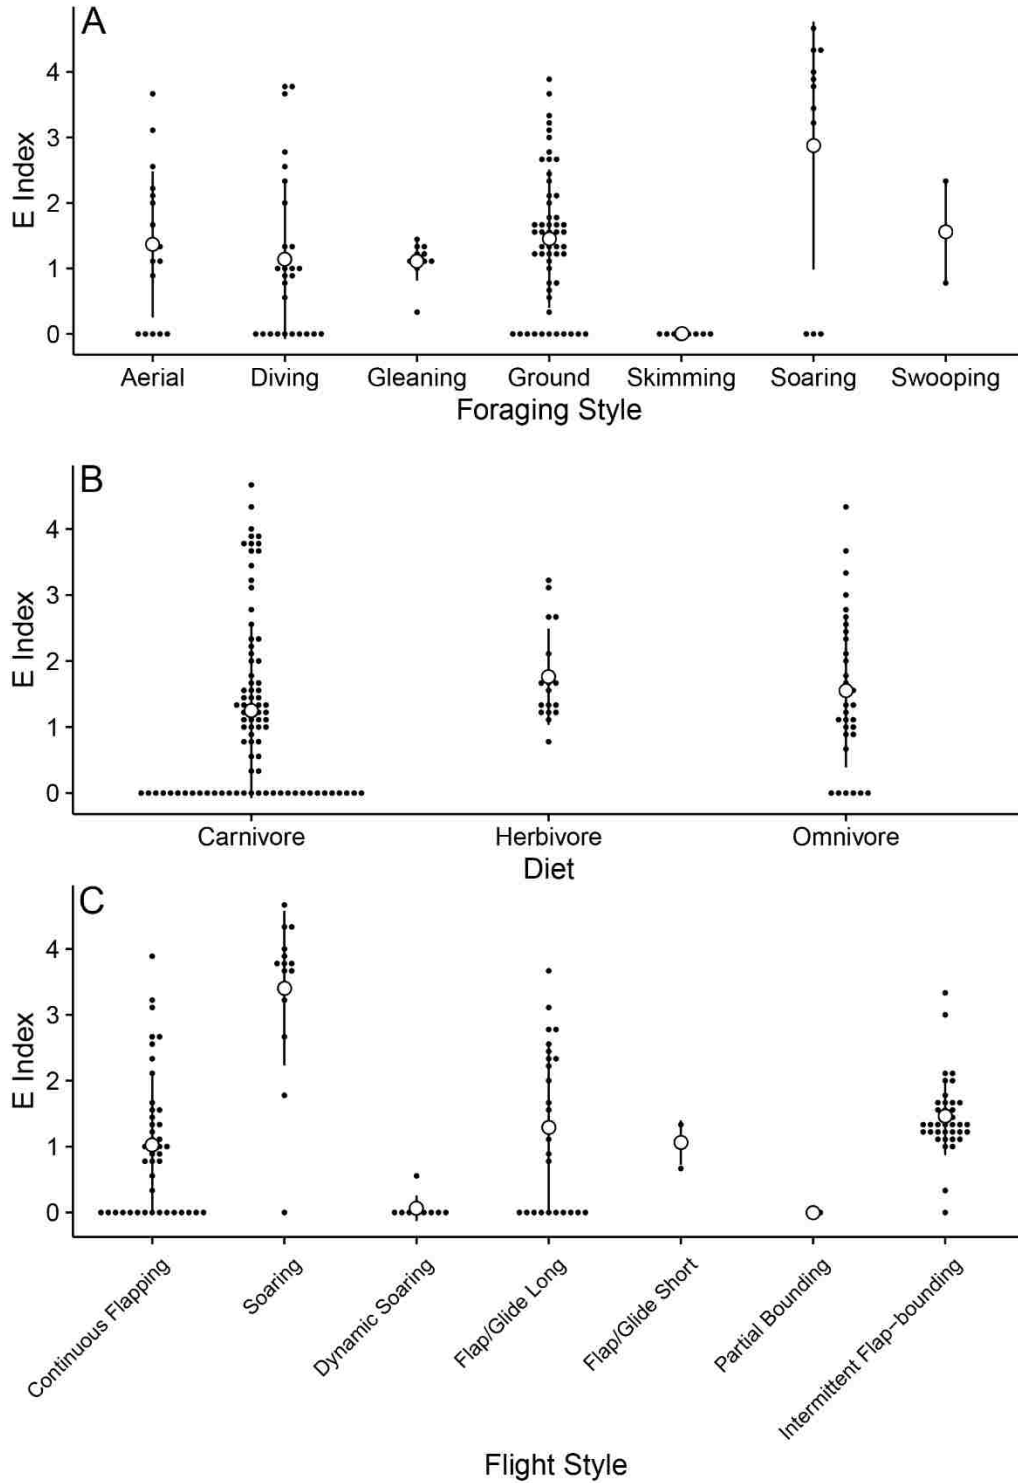 A
4
3
2
1
0
E Index
Aerial Diving Gleaning Ground Skimming Soaring Swooping
Foraging Style
B
4
3
2
1
0
E Index
Carnivore Herbivore Omnivore
Diet
C
4
3
2
1
0
E Index
Continuous Flapping
Soaring
Dynamic Soaring
Flap/Glide Long
Flap/Glide Short
Partial Bounding
Intermittent Flap−bounding
Flight Style